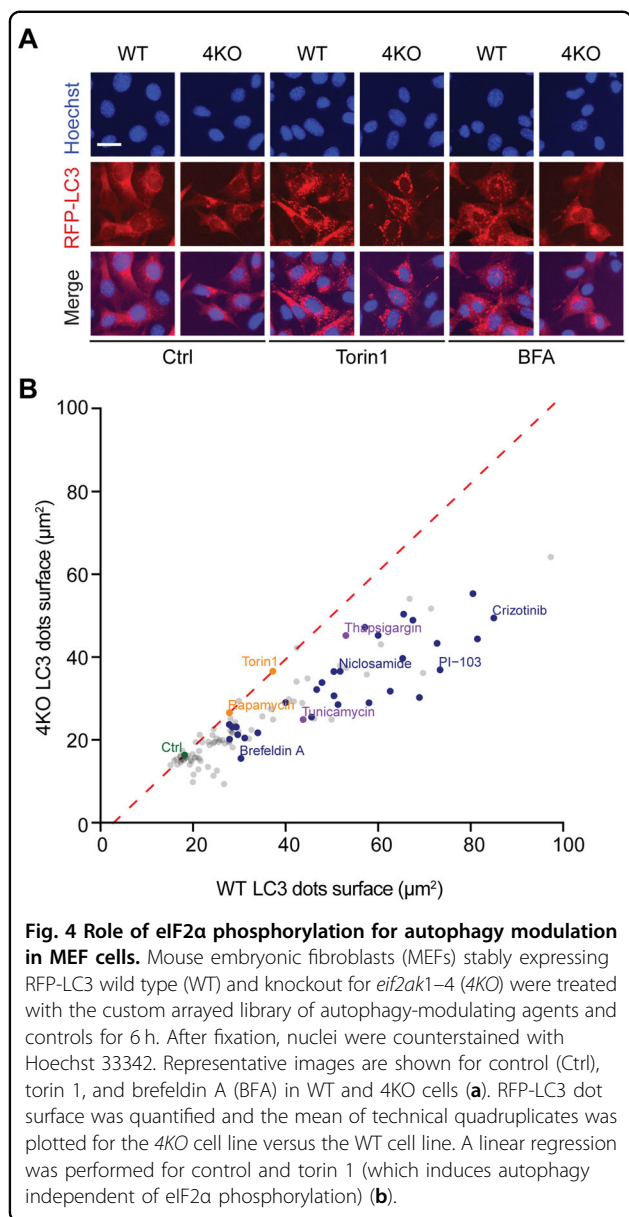 A
WT 4KO WT 4KO WT 4KO
Hoechst
RFP-LC3
Merge
Ctrl Torin1 BFA
B
4KO LC3 dots surface (µm²)
100
80
60
40
20
0
Crizotinib
Thapsigargin
Torin1
Niclosamide
PI−103
Rapamycin
Tunicamycin
Ctrl
Brefeldin A
0 20 40 60 80 100
WT LC3 dots surface (µm²)
Fig. 4 Role of eIF2α phosphorylation for autophagy modulation
in MEF cells. Mouse embryonic fibroblasts (MEFs) stably expressing
RFP-LC3 wild type (WT) and knockout for eif2ak1–4 (4KO) were treated
with the custom arrayed library of autophagy-modulating agents and
controls for 6 h. After fixation, nuclei were counterstained with
Hoechst 33342. Representative images are shown for control (Ctrl),
torin 1, and brefeldin A (BFA) in WT and 4KO cells (a). RFP-LC3 dot
surface was quantified and the mean of technical quadruplicates was
plotted for the 4KO cell line versus the WT cell line. A linear regression
was performed for control and torin 1 (which induces autophagy
independent of eIF2α phosphorylation) (b).